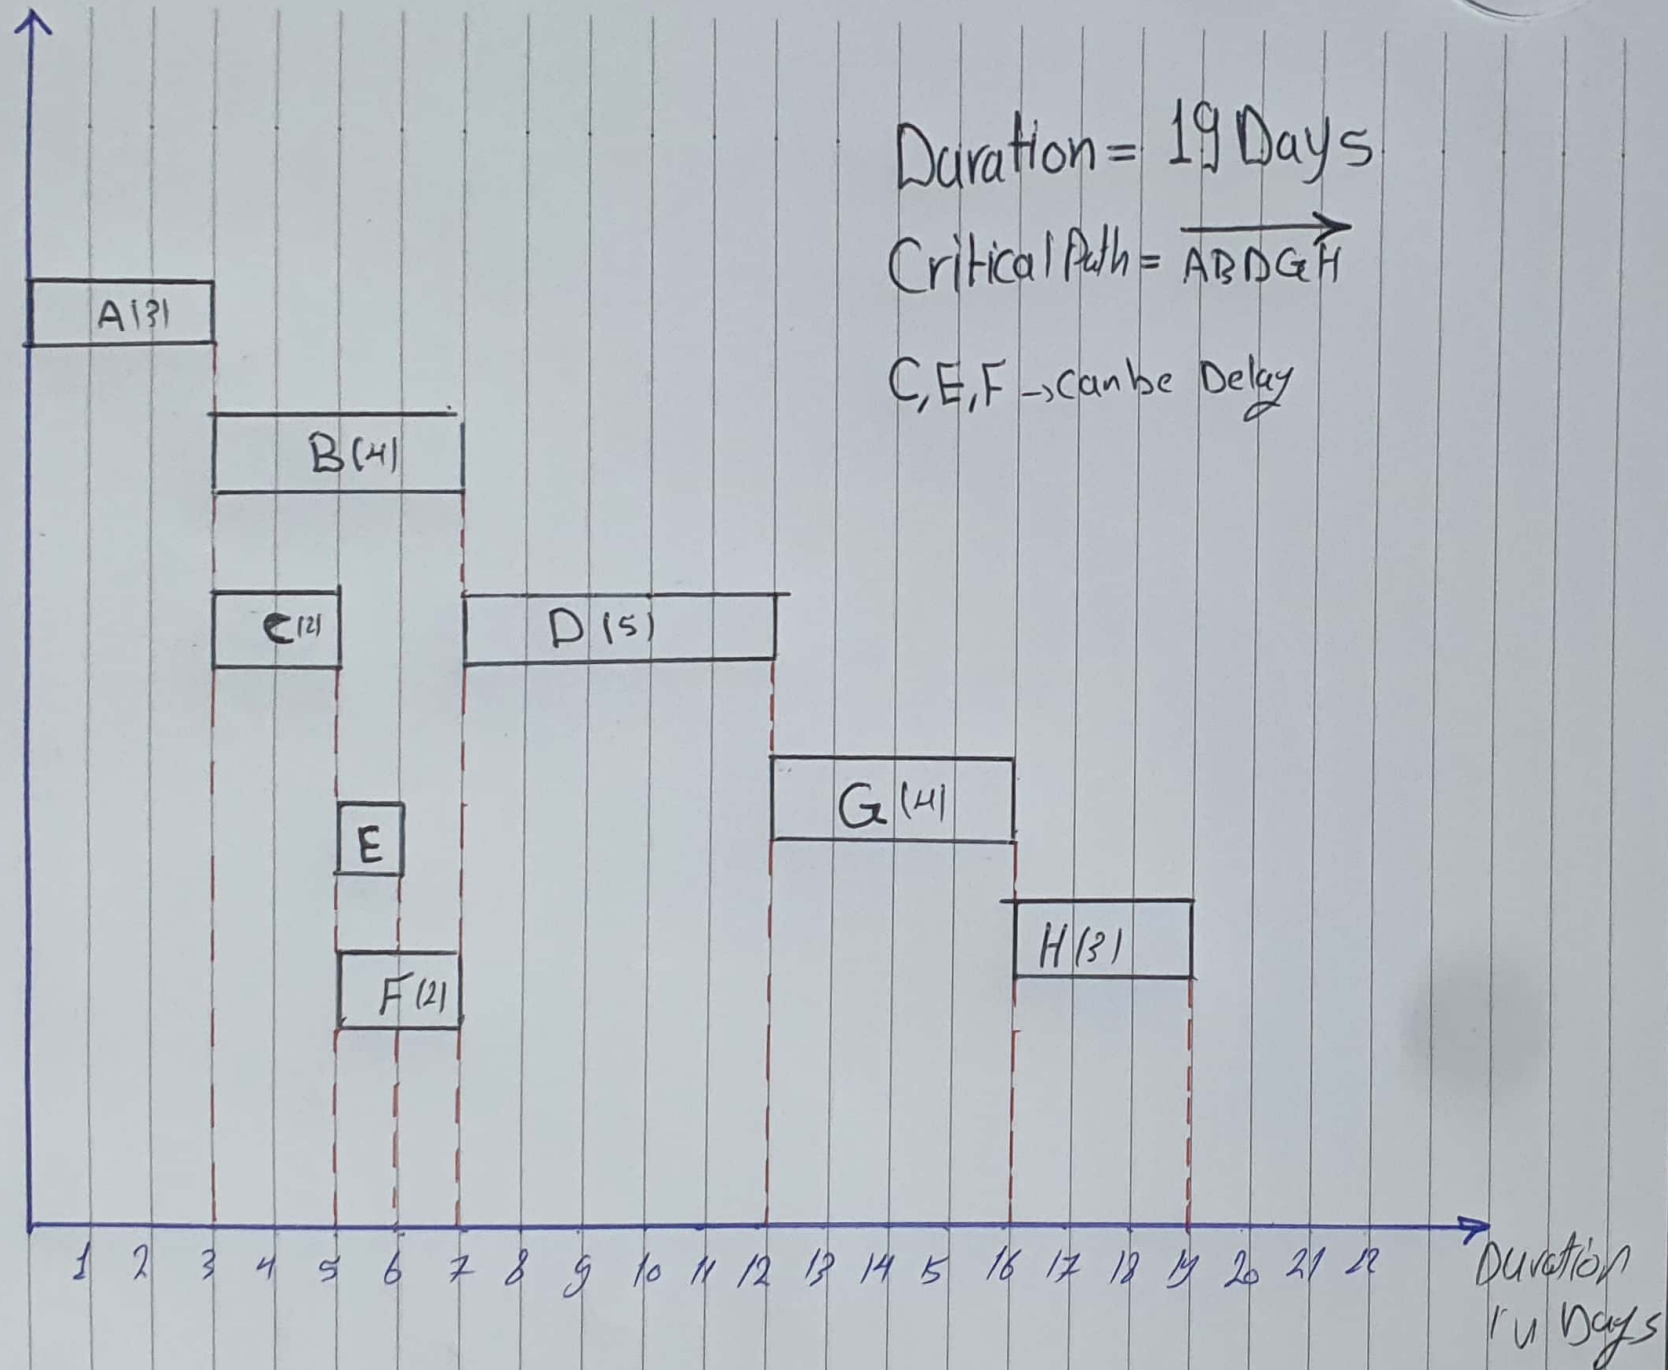 Duration = 19 Days
Critical Path = ABDGH
C, E, F → can be Delay
A(3)
B(4)
C(2)
D(5)
E
F(2)
G(4)
H(3)
1 2 3 4 5 6 7 8 9 10 11 12 13 14 15 16 17 18 19 20 21 22
Duration
in Days